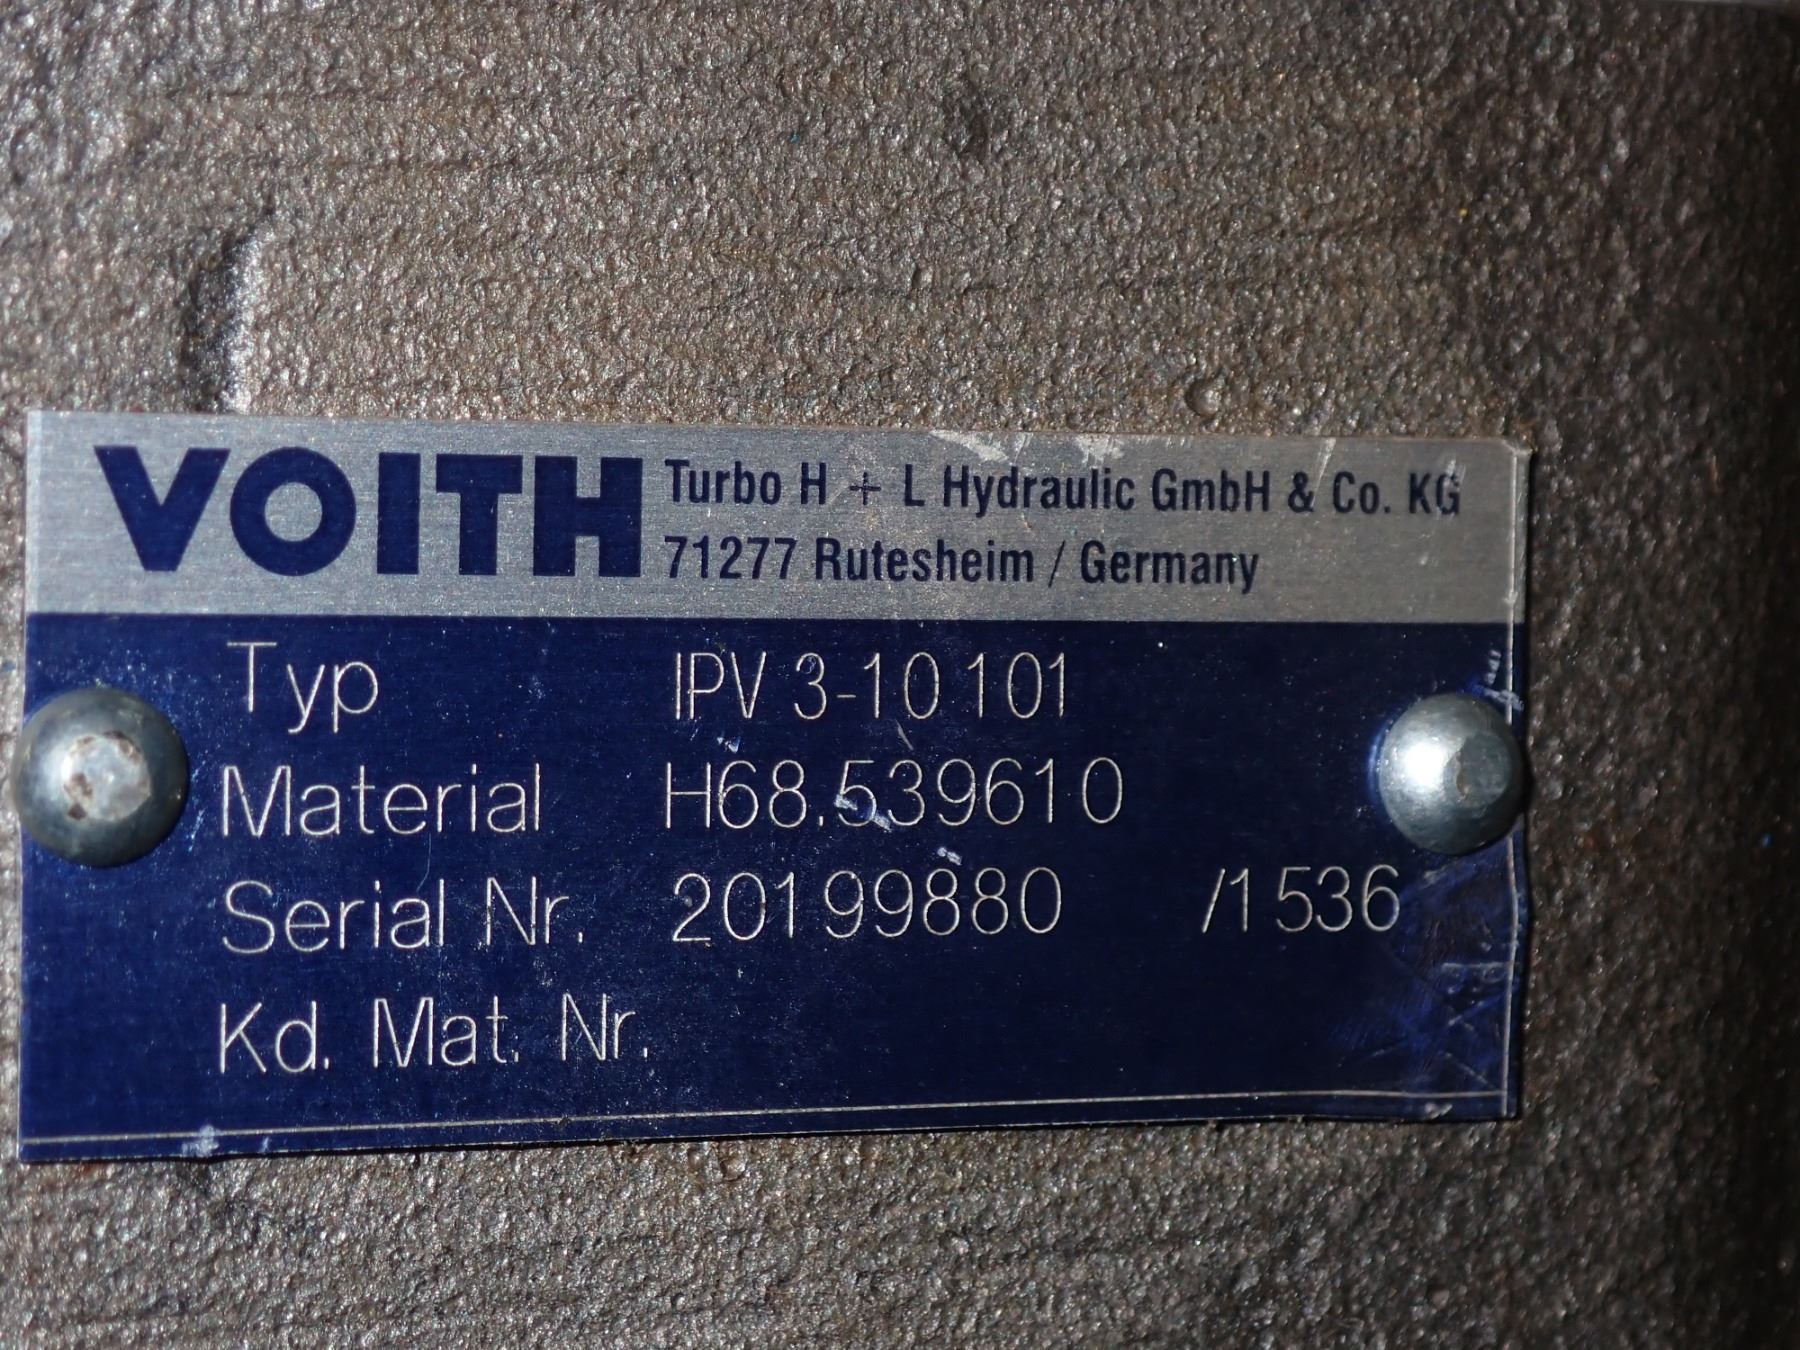 VOITH Turbo H + L Hydraulic GmbH & Co. KG
71277 Rutesheim / Germany
Typ IPV 3-10 101
Material H68.539610
Serial Nr. 20199880 /1536
Kd. Mat. Nr.